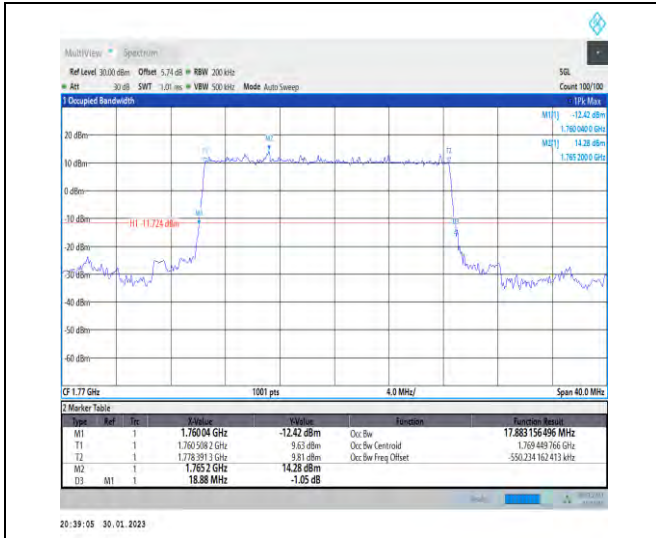 MultiView Spectrum
Ref Level 30.00 dBm Offset 5.74 dB RBW 200 kHz SGL
Att 30 dB SWT 1.01 ms VBW 500 kHz Mode Auto Sweep Count 100/100
1 Occupied Bandwidth 1Pk Max
M1[1] -12.42 dBm
1.760 040 0 GHz
M2[1] 14.28 dBm
1.765 200 0 GHz
20 dBm
M2
T1 T2
10 dBm
0 dBm
M1
-10 dBm
H1 -11.724 dBm
D3
-20 dBm
-30 dBm
-40 dBm
-50 dBm
-60 dBm
CF 1.77 GHz 1001 pts 4.0 MHz/ Span 40.0 MHz
2 Marker Table
Type Ref Trc X-Value Y-Value Function Function Result
M1 1 1.76004 GHz -12.42 dBm Occ Bw 17.883 156 496 MHz
T1 1 1.760 508 2 GHz 9.63 dBm Occ Bw Centroid 1.769 449 766 GHz
T2 1 1.778 391 3 GHz 9.81 dBm Occ Bw Freq Offset -550.234 162 413 kHz
M2 1 1.765 2 GHz 14.28 dBm
D3 M1 1 18.88 MHz -1.05 dB
20:39:05 30.01.2023